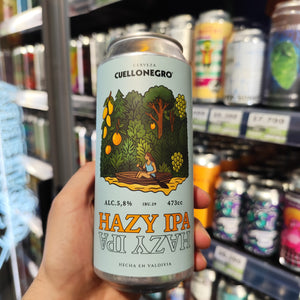 CERVEZA
CUELLONEGRO
ALC. 5,8% IBU.29 473cc
HAZY IPA
HAZY IPA
HECHA EN VALDIVIA